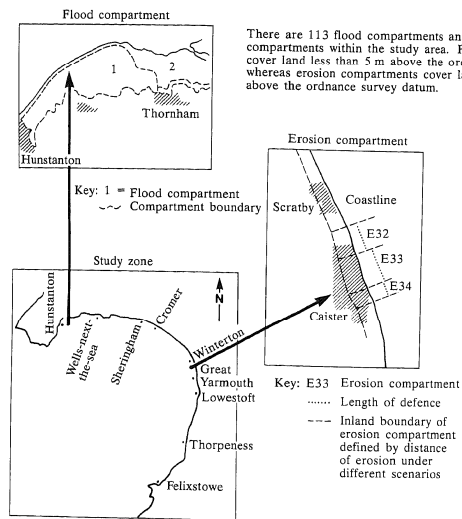 Flood compartment
1
2
Thornham
Hunstanton
Key: 1 = Flood compartment
Compartment boundary
There are 113 flood compartments an
compartments within the study area.
cover land less than 5 m above the or
whereas erosion compartments cover l
above the ordnance survey datum.
Erosion compartment
Scratby
Coastline
E32
E33
E34
Caister
Key: E33 Erosion compartment
Length of defence
Inland boundary of
erosion compartment
defined by distance
of erosion under
different scenarios
Study zone
N
Hunstanton
Wells-next-
the-sea
Sheringham
Cromer
Winterton
Great
Yarmouth
Lowestoft
Thorpeness
Felixstowe